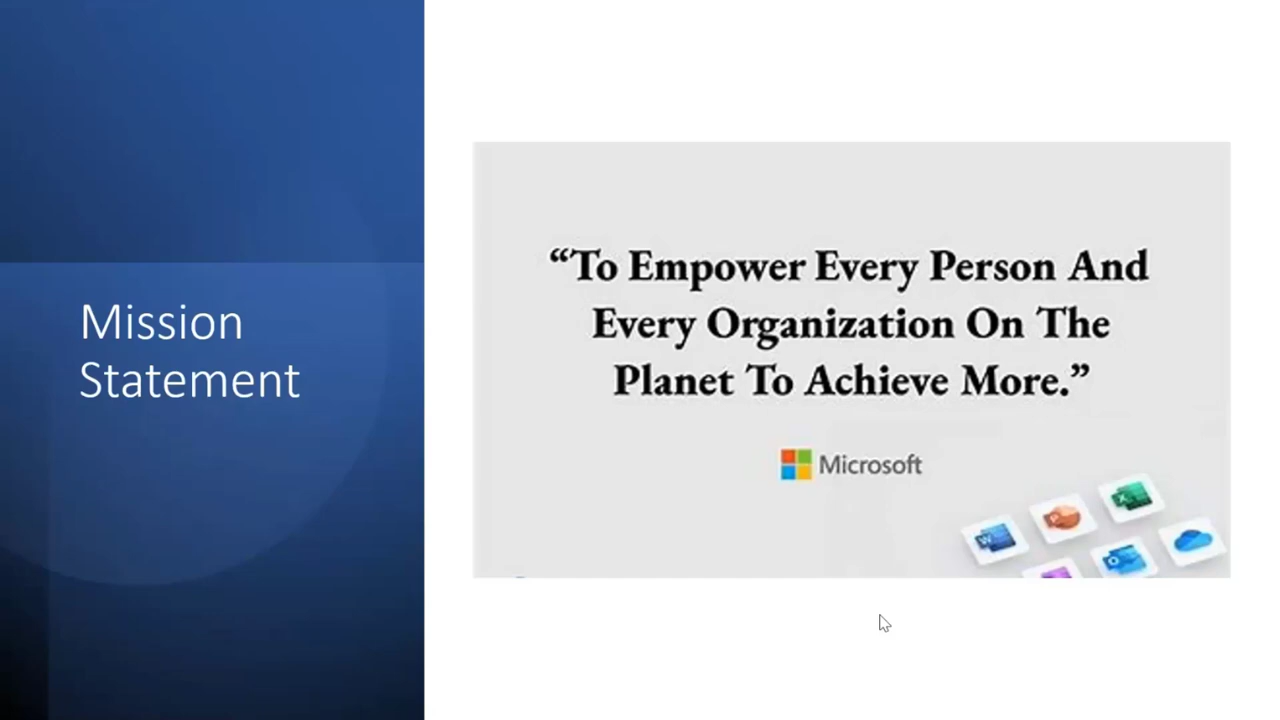 Mission
Statement
“To Empower Every Person And
Every Organization On The
Planet To Achieve More.”
Microsoft
W
P
X
O